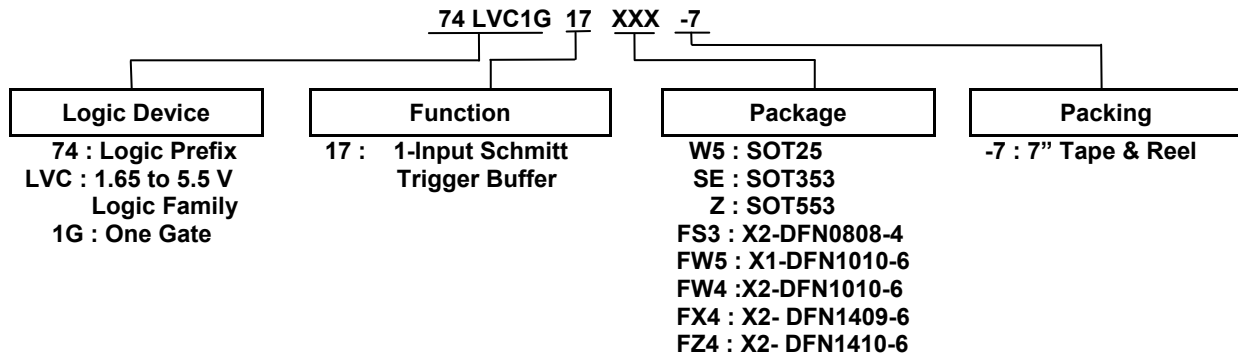 74 LVC1G 17 XXX -7
Logic Device
74 : Logic Prefix
LVC : 1.65 to 5.5 V
Logic Family
1G : One Gate
Function
17 : 1-Input Schmitt
Trigger Buffer
Package
W5 : SOT25
SE : SOT353
Z : SOT553
FS3 : X2-DFN0808-4
FW5 : X1-DFN1010-6
FW4 :X2-DFN1010-6
FX4 : X2- DFN1409-6
FZ4 : X2- DFN1410-6
Packing
-7 : 7” Tape & Reel